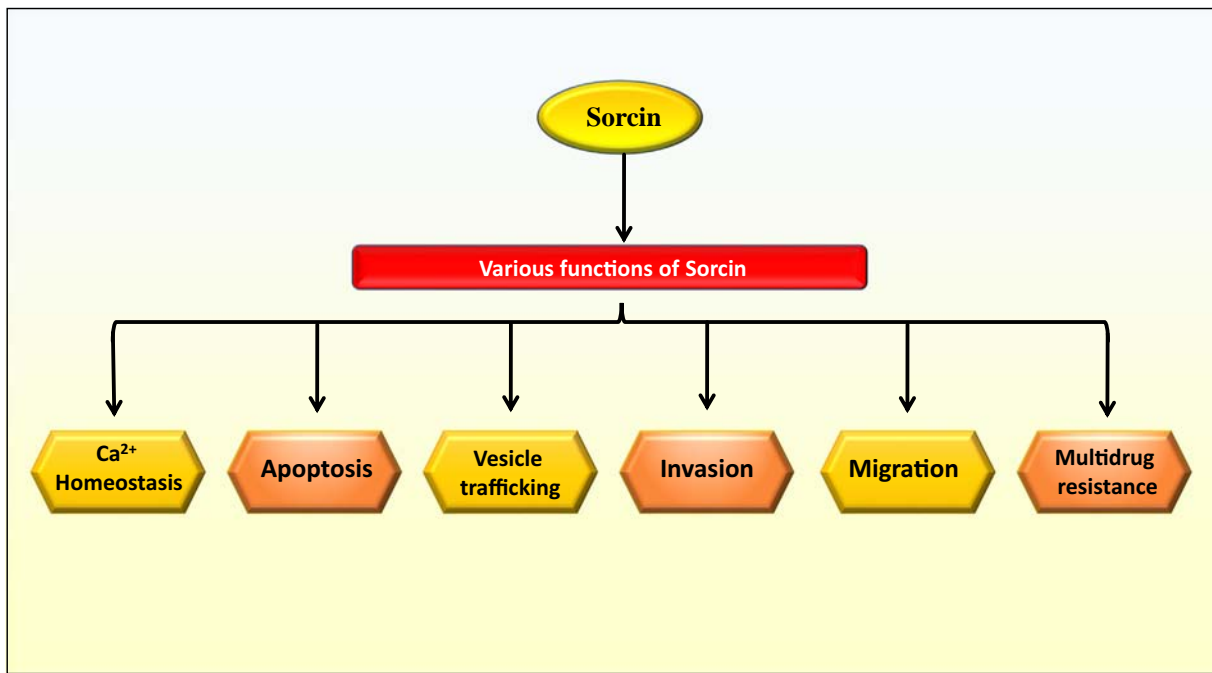 Sorcin
Various functions of Sorcin
Ca²⁺
Homeostasis
Apoptosis
Vesicle
trafficking
Invasion
Migration
Multidrug
resistance